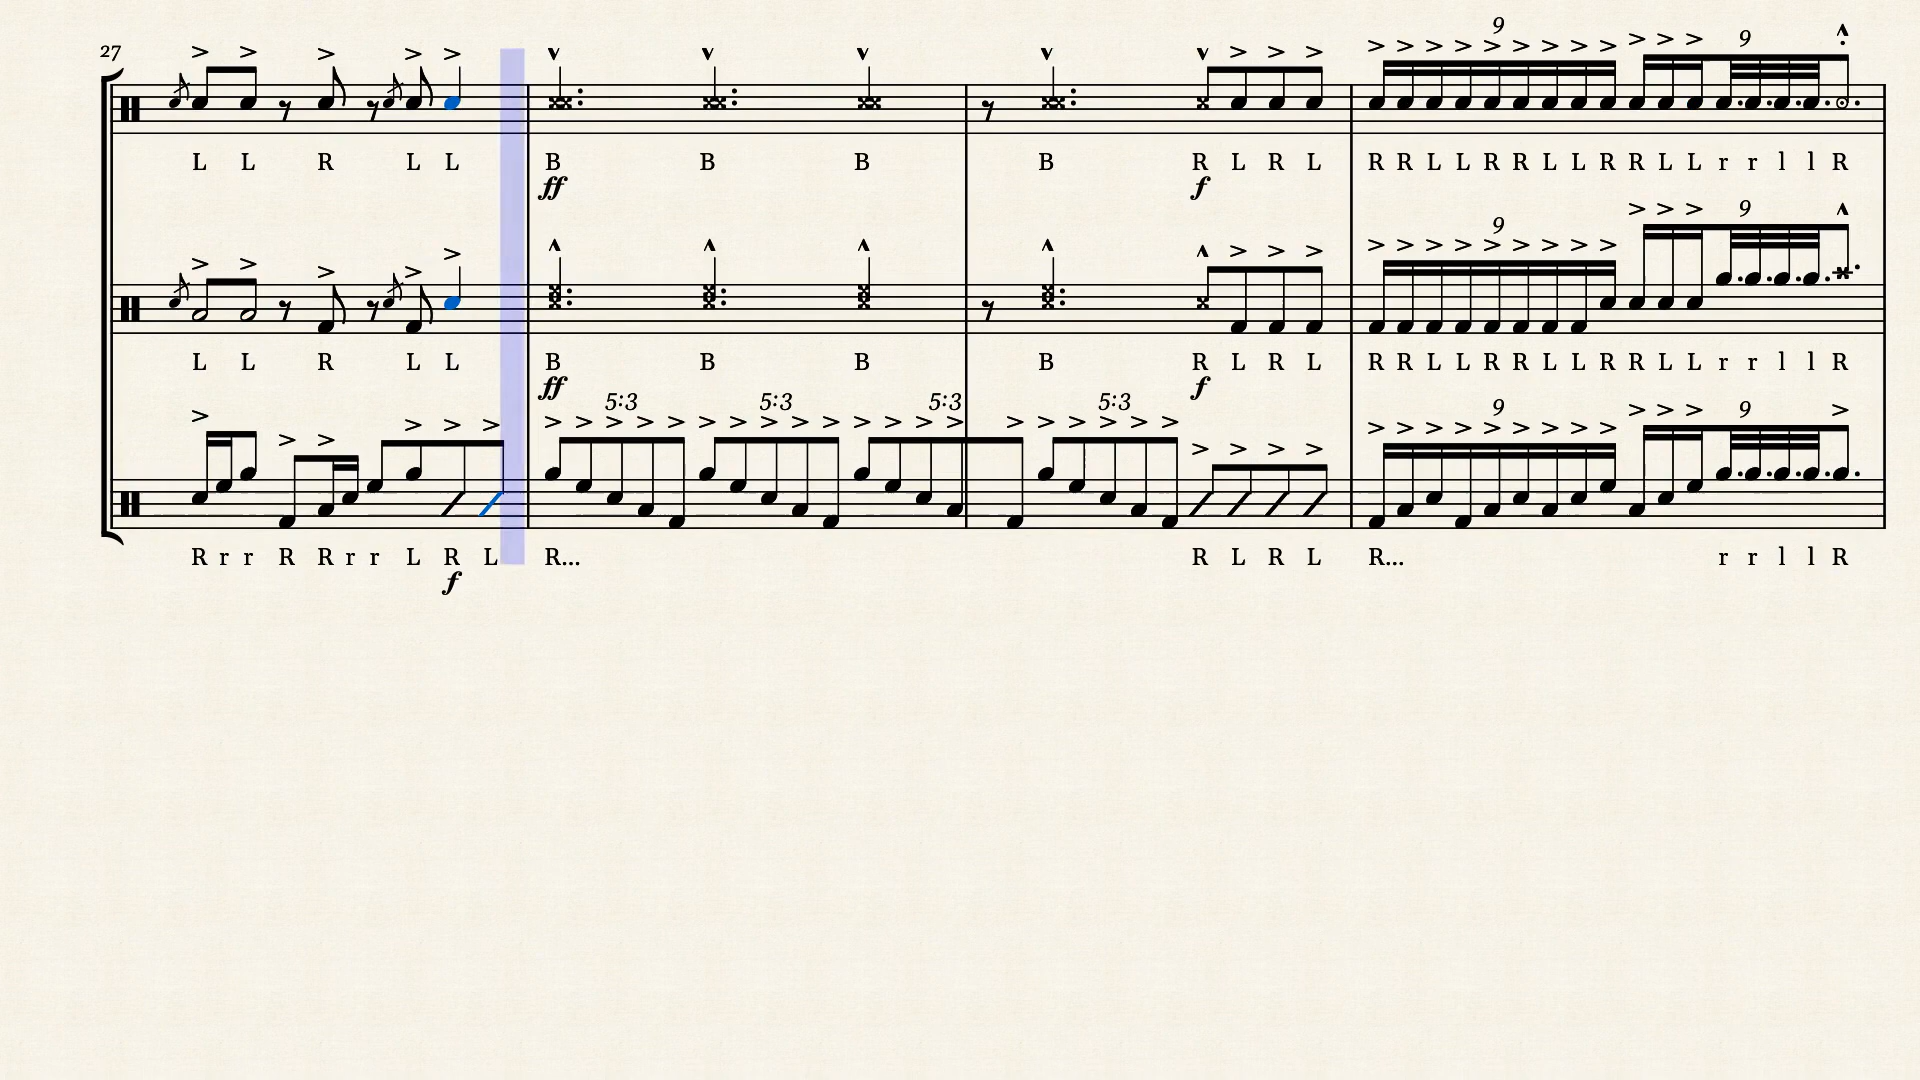 27 9 9
L L R L L B B B B R L R L R R L L R R L L R R L L r r l l R
ff f
9 9
L L R L L B B B B R L R L R R L L R R L L R R L L r r l l R
ff f
5:3 5:3 5:3 5:3 9 9
R r r R R r r L R L R... R L R L R... r r l l R
f